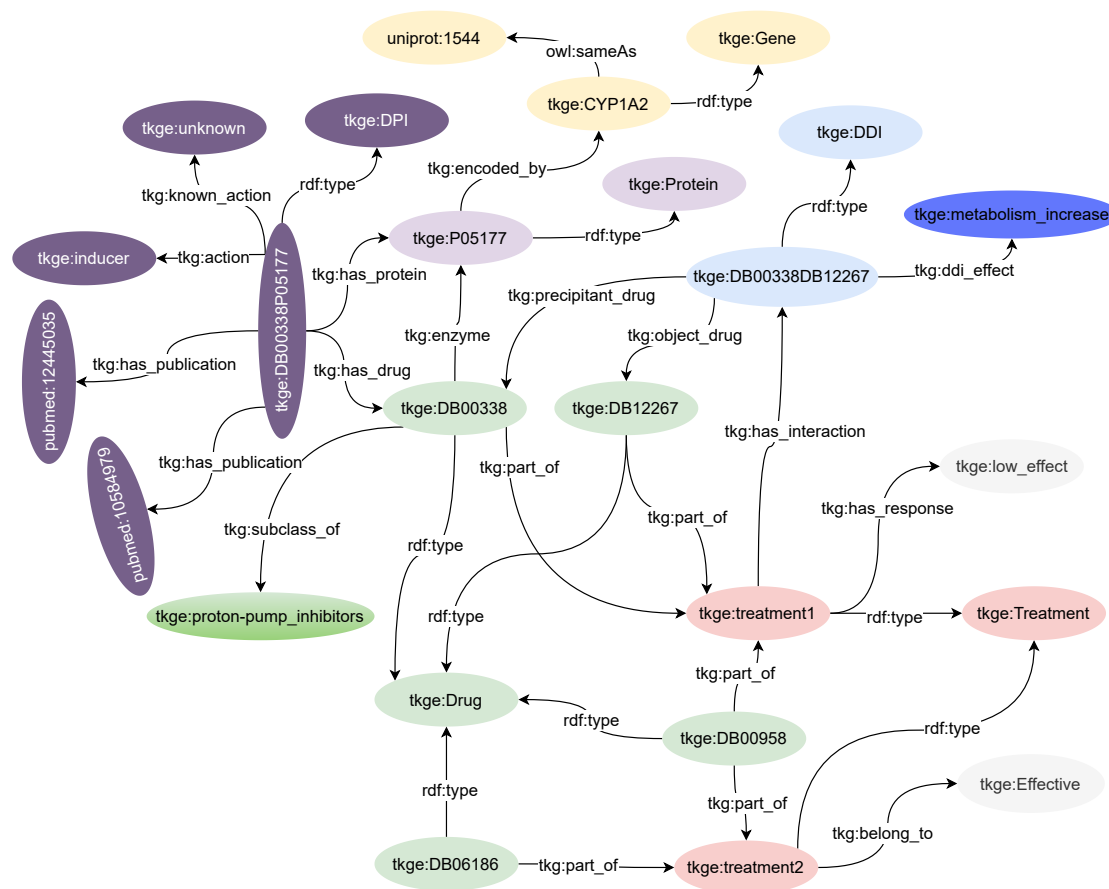 uniprot:1544
tkge:Gene
owl:sameAs
tkge:CYP1A2
rdf:type
tkge:unknown
tkge:DPI
tkge:DDI
tkg:encoded_by
tkge:Protein
tkg:known_action
rdf:type
rdf:type
tkge:metabolism_increase
tkge:inducer
tkg:action
tkge:P05177
rdf:type
tkg:has_protein
tkge:DB00338DB12267
tkg:ddi_effect
tkg:precipitant_drug
tkge:DB00338P05177
tkg:enzyme
tkg:object_drug
pubmed:12445035
tkg:has_publication
tkg:has_drug
tkge:DB00338
tkge:DB12267
tkg:has_interaction
pubmed:10584979
tkg:has_publication
tkg:part_of
tkge:low_effect
tkg:has_response
tkg:part_of
tkg:subclass_of
rdf:type
tkge:proton-pump_inhibitors
rdf:type
tkge:treatment1
rdf:type
tkge:Treatment
tkg:part_of
tkge:Drug
rdf:type
tkge:DB00958
rdf:type
rdf:type
tkg:part_of
tkge:Effective
tkg:belong_to
tkge:DB06186
tkg:part_of
tkge:treatment2